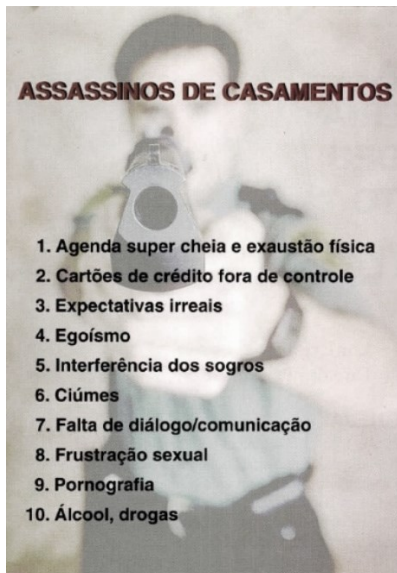 ASSASSINOS DE CASAMENTOS
1. Agenda super cheia e exaustão física
2. Cartões de crédito fora de controle
3. Expectativas irreais
4. Egoísmo
5. Interferência dos sogros
6. Ciúmes
7. Falta de diálogo/comunicação
8. Frustração sexual
9. Pornografia
10. Álcool, drogas